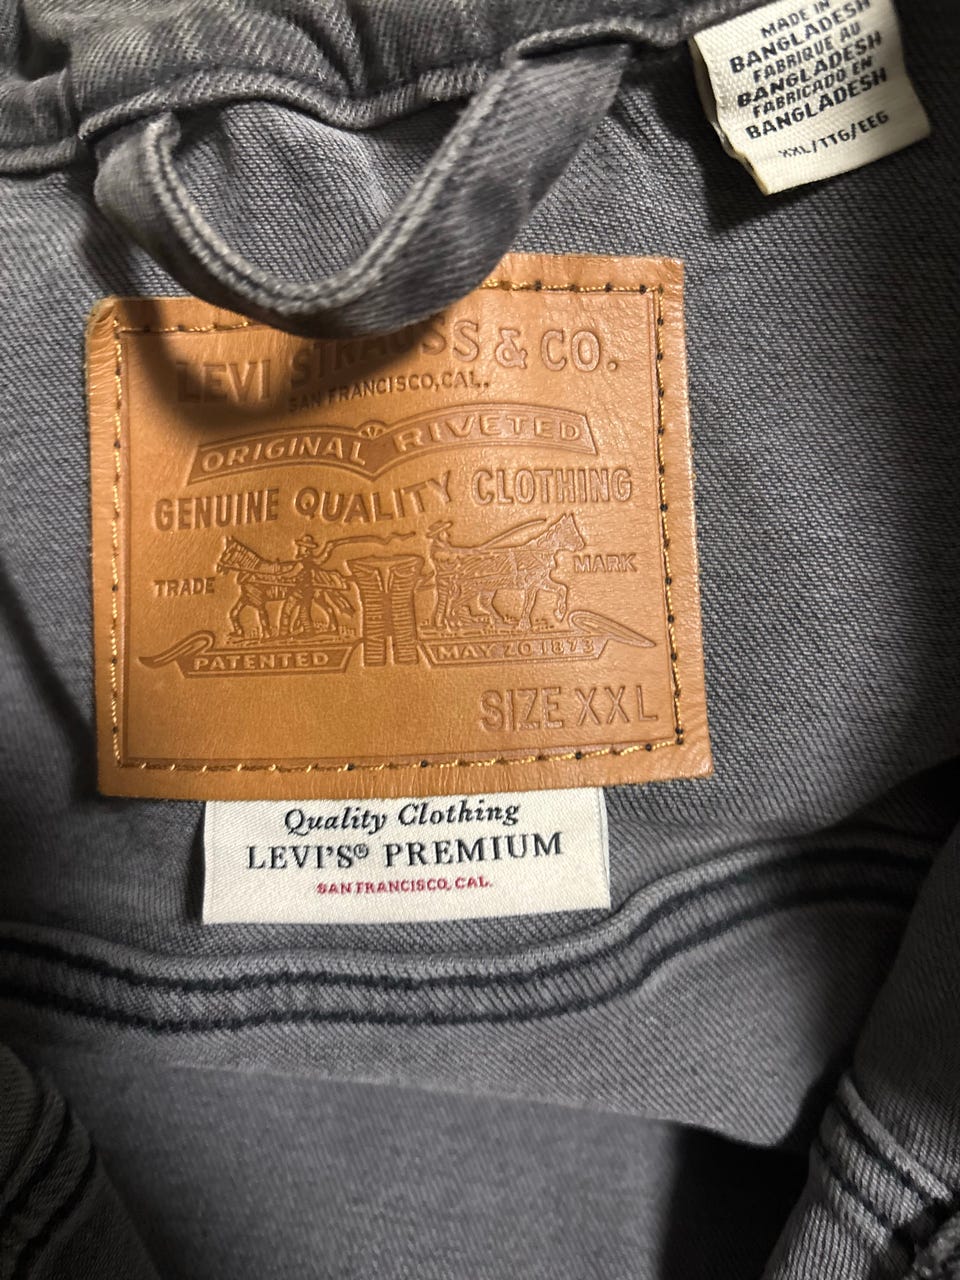 MADE IN
BANGLADESH
FABRIQUE AU
BANGLADESH
FABRICADO EN
BANGLADESH
XXL/TTG/EEG
LEVI STRAUSS & CO.
SAN FRANCISCO, CAL.
ORIGINAL RIVETED
GENUINE QUALITY CLOTHING
TRADE MARK
PATENTED MAY 20 1873
SIZE XXL
Quality Clothing
LEVI'S® PREMIUM
SAN FRANCISCO, CAL.